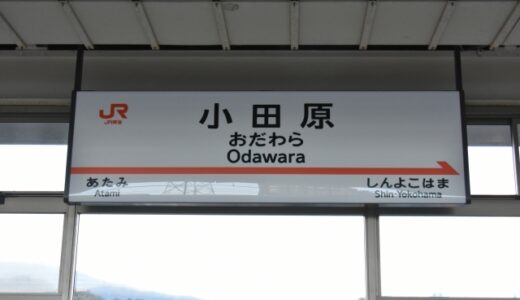 JR
JR東海
小田原
おだわら
Odawara
あたみ
Atami
しんよこはま
Shin-Yokohama